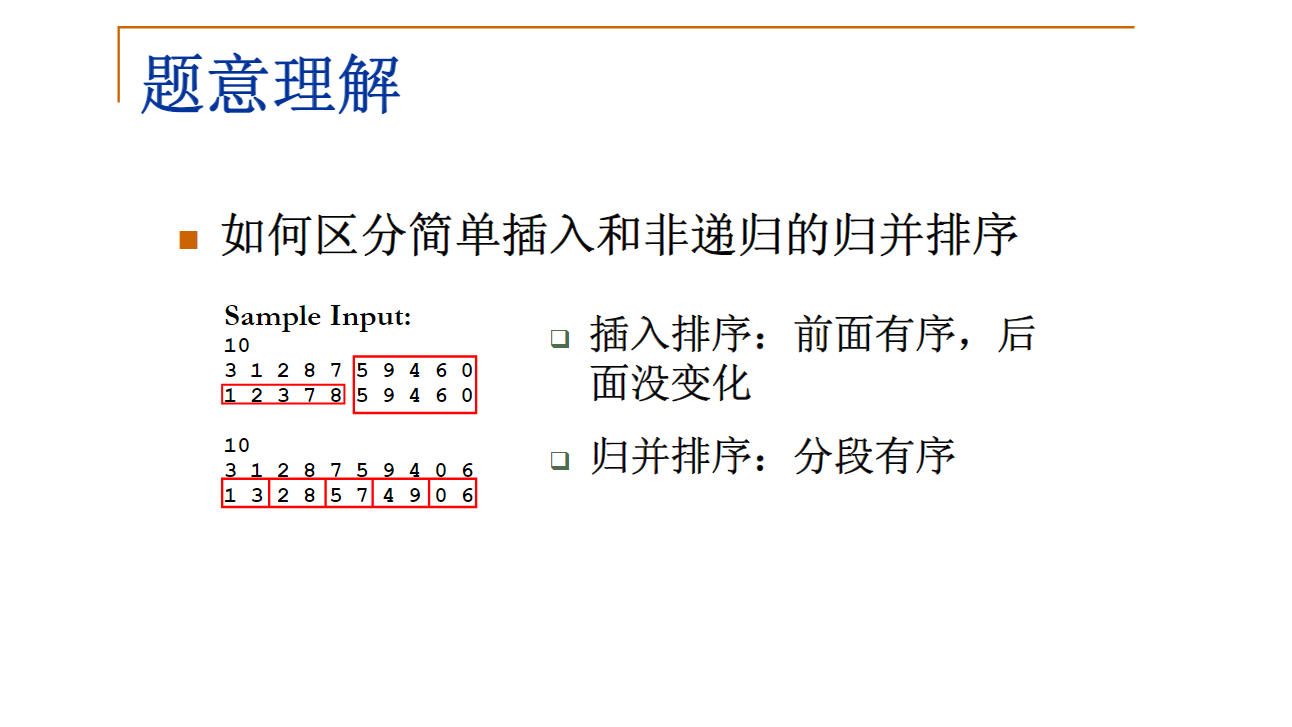 题意理解
如何区分简单插入和非递归的归并排序
Sample Input:
10
3 1 2 8 7 5 9 4 6 0
1 2 3 7 8 5 9 4 6 0
10
3 1 2 8 7 5 9 4 0 6
1 3 2 8 5 7 4 9 0 6
插入排序：前面有序，后
面没变化
归并排序：分段有序